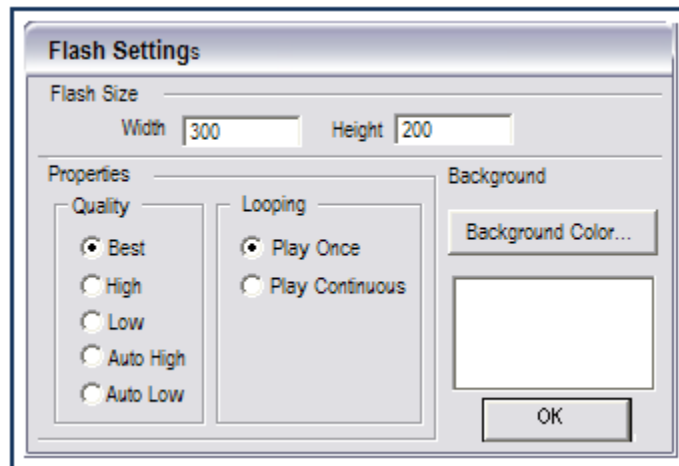 Flash Settings
Flash Size
Width 300 Height 200
Properties
Quality
Best
High
Low
Auto High
Auto Low
Looping
Play Once
Play Continuous
Background
Background Color...
OK